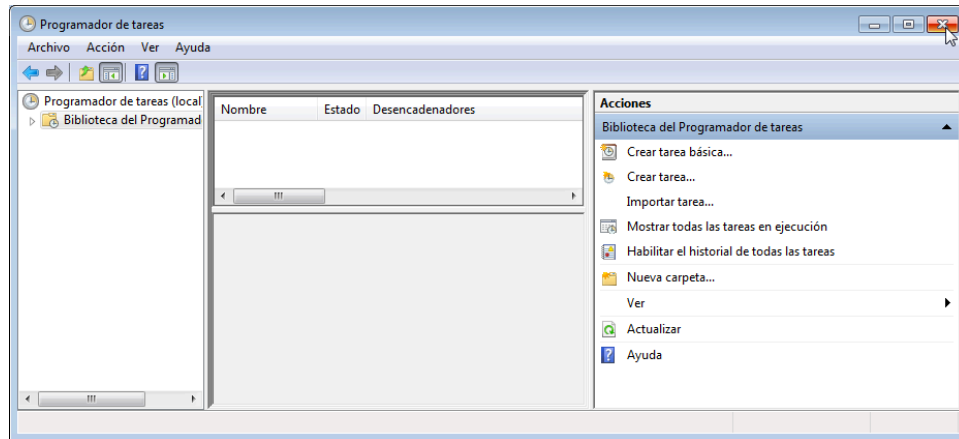 Programador de tareas
Archivo Acción Ver Ayuda
Programador de tareas (local
Biblioteca del Programad
Nombre Estado Desencadenadores
Acciones
Biblioteca del Programador de tareas
Crear tarea básica...
Crear tarea...
Importar tarea...
Mostrar todas las tareas en ejecución
Habilitar el historial de todas las tareas
Nueva carpeta...
Ver
Actualizar
Ayuda